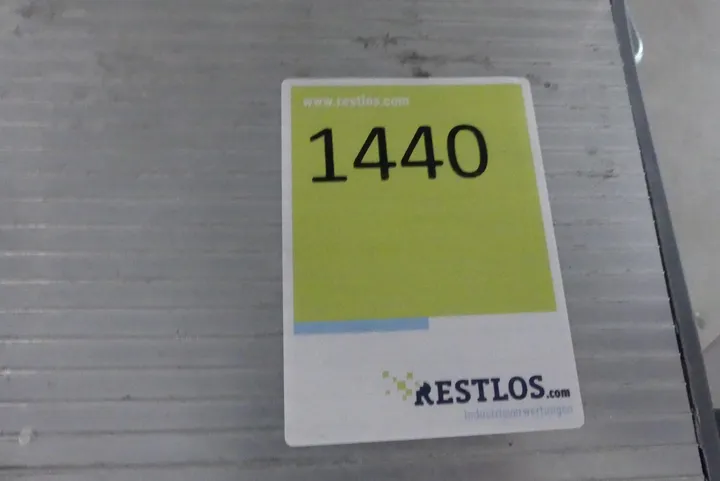 www.restlos.com
1440
RESTLOS.com
Industrieverwertungen